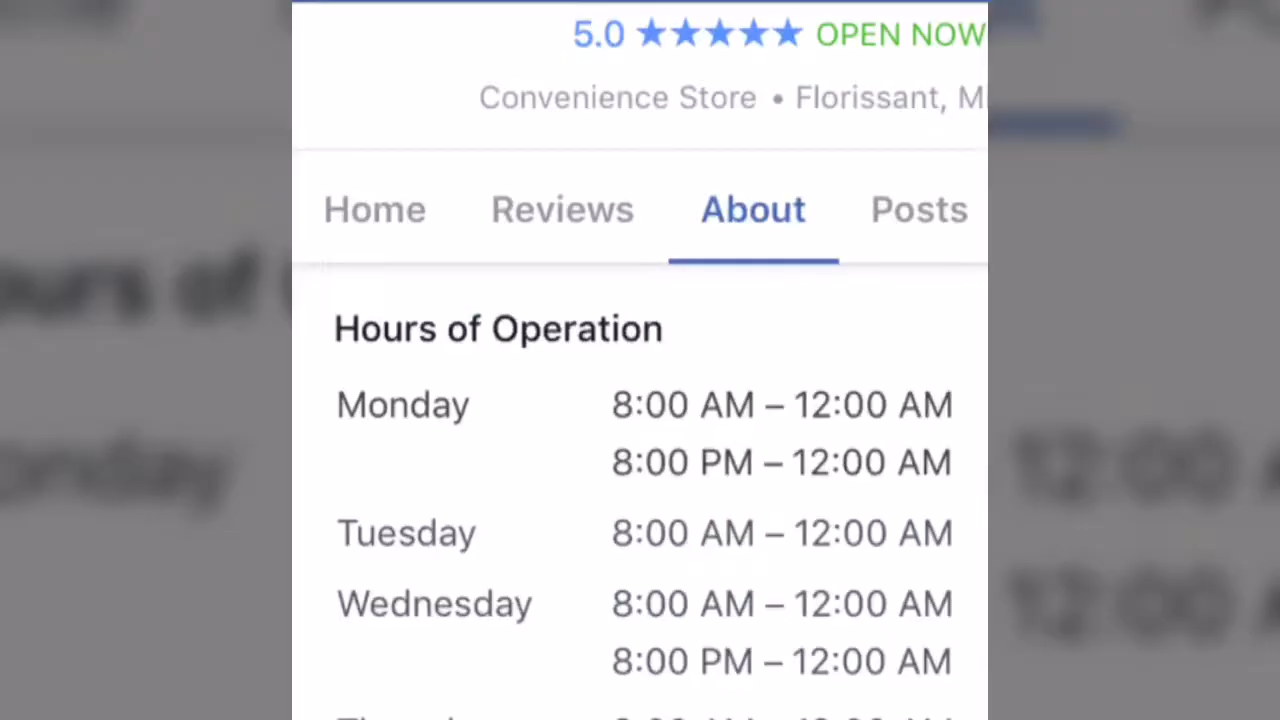 5.0 ★★★★★ OPEN NOW
Convenience Store • Florissant, M
Home Reviews About Posts
Hours of Operation
Monday 8:00 AM – 12:00 AM
8:00 PM – 12:00 AM
Tuesday 8:00 AM – 12:00 AM
Wednesday 8:00 AM – 12:00 AM
8:00 PM – 12:00 AM